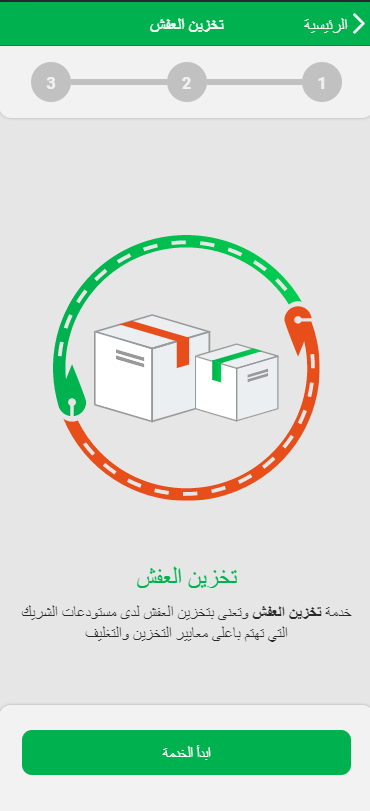 الرئيسية
تخزين العفش
1
2
3
تخزين العفش
خدمة تخزين العفش وتعنى بتخزين العفش لدى مستودعات الشريك
التي تهتم باعلى معايير التخزين والتغليف
ابدأ الخدمة